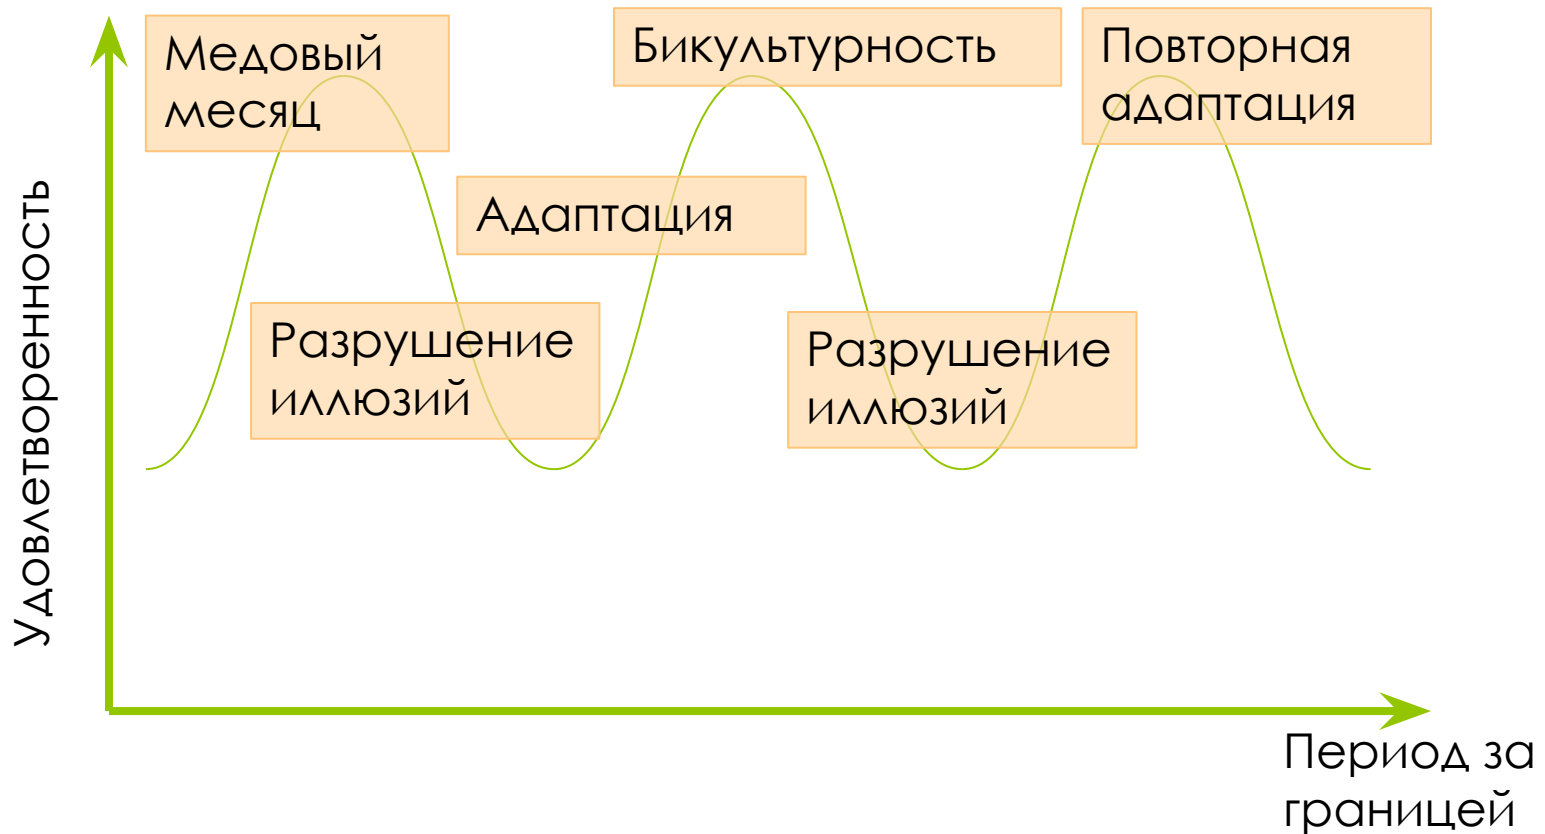 Медовый
месяц
Бикультурность
Повторная
адаптация
Адаптация
Разрушение
иллюзий
Разрушение
иллюзий
Удовлетворенность
Период за
границей